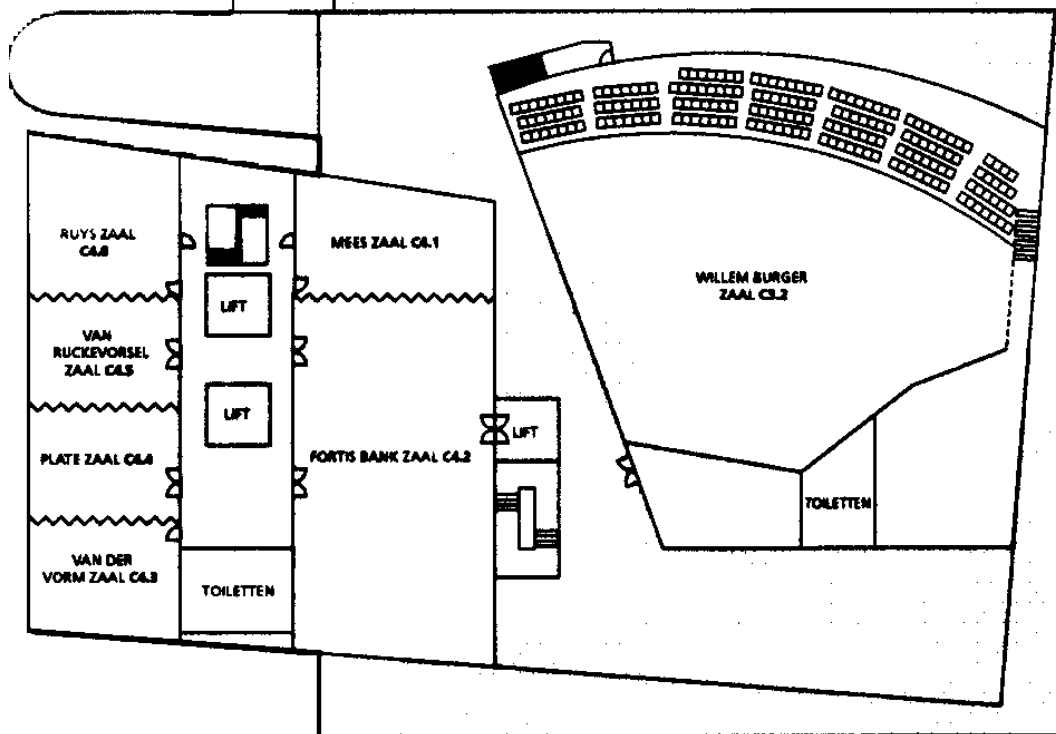 RUYS ZAAL
C4.6
MEES ZAAL C4.1
LIFT
WILLEM BURGER
ZAAL C3.2
VAN
RIJCKEVORSEL
ZAAL C4.5
LIFT
PLATE ZAAL C4.4
FORTIS BANK ZAAL C4.2
LIFT
TOILETTEN
VAN DER
VORM ZAAL C4.3
TOILETTEN